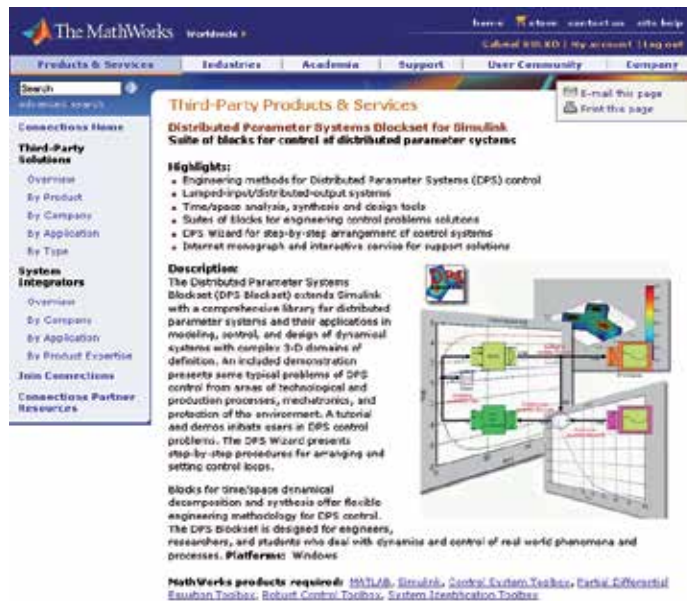 The MathWorks Worldwide
home store contact us site help
| My account | Log out
Products & Services | Industries | Academia | Support | User Community | Company
Search
advanced search
E-mail this page
Print this page
Connections Home
Third-Party
Solutions
Overview
By Product
By Company
By Application
By Type
System
Integrators
Overview
By Company
By Application
By Product Expertise
Join Connections
Connections Partner
Resources
Third-Party Products & Services
Distributed Parameter Systems Blockset for Simulink
Suite of blocks for control of distributed parameter systems
Highlights:
Engineering methods for Distributed Parameter Systems (DPS) control
Lumped-input/distributed-output systems
Time/space analysis, synthesis and design tools
Suites of blocks for engineering control problems solutions
DPS Wizard for step-by-step arrangement of control systems
Internet monograph and interactive service for support solutions
Description:
The Distributed Parameter Systems
Blockset (DPS Blockset) extends Simulink
with a comprehensive library for distributed
parameter systems and their applications in
modeling, control, and design of dynamical
systems with complex 3-D domains of
definition. An included demonstration
presents some typical problems of DPS
control from areas of technological and
production processes, mechatronics, and
protection of the environment. A tutorial
and demos initiate users in DPS control
problems. The DPS Wizard presents
step-by-step procedures for arranging and
setting control loops.
DPS
Blocks for time/space dynamical
decomposition and synthesis offer flexible
engineering methodology for DPS control.
The DPS Blockset is designed for engineers,
researchers, and students who deal with dynamics and control of real world phenomena and
processes. Platforms: Windows
MathWorks products required: MATLAB, Simulink, Control System Toolbox, Partial Differential
Equation Toolbox, Robust Control Toolbox, System Identification Toolbox